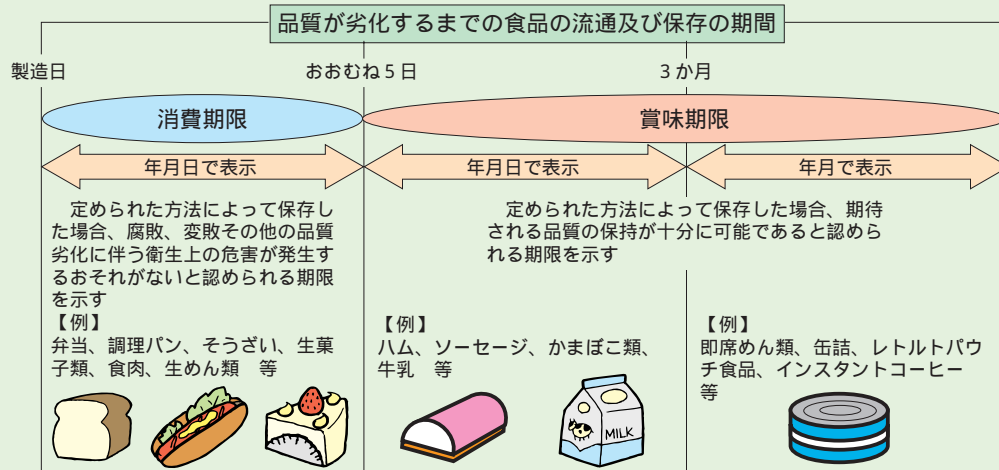 品質が劣化するまでの食品の流通及び保存の期間
製造日
おおむね5日
3か月
消費期限
賞味期限
年月日で表示
年月日で表示
年月で表示
定められた方法によって保存し
た場合、腐敗、変敗その他の品質
劣化に伴う衛生上の危害が発生す
るおそれがないと認められる期限
を示す
【例】
弁当、調理パン、そうざい、生菓
子類、食肉、生めん類　等
定められた方法によって保存した場合、期待
される品質の保持が十分に可能であると認めら
れる期限を示す
【例】
ハム、ソーセージ、かまぼこ類、
牛乳　等
【例】
即席めん類、缶詰、レトルトパウ
チ食品、インスタントコーヒー
等
MILK